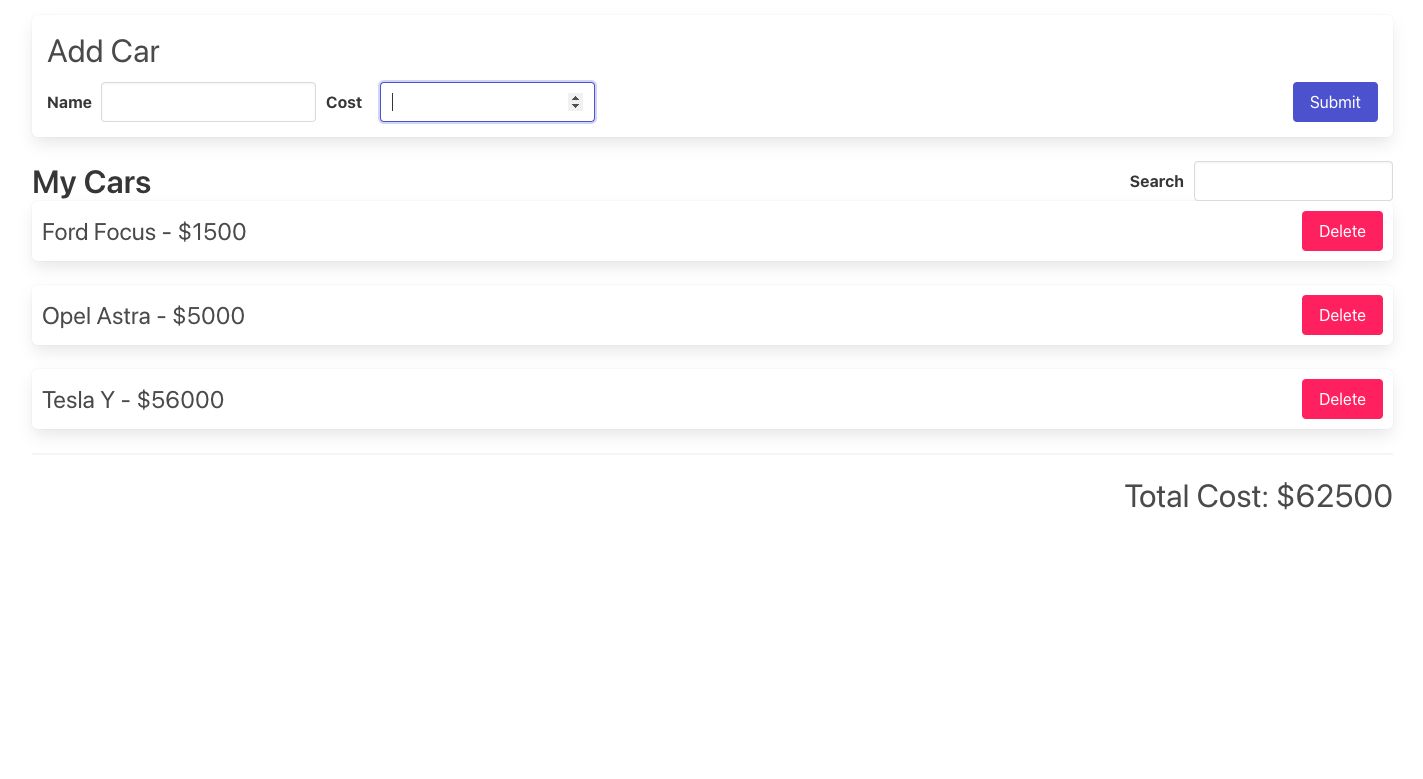 Add Car
Name Cost Submit
My Cars Search
Ford Focus - $1500 Delete
Opel Astra - $5000 Delete
Tesla Y - $56000 Delete
Total Cost: $62500